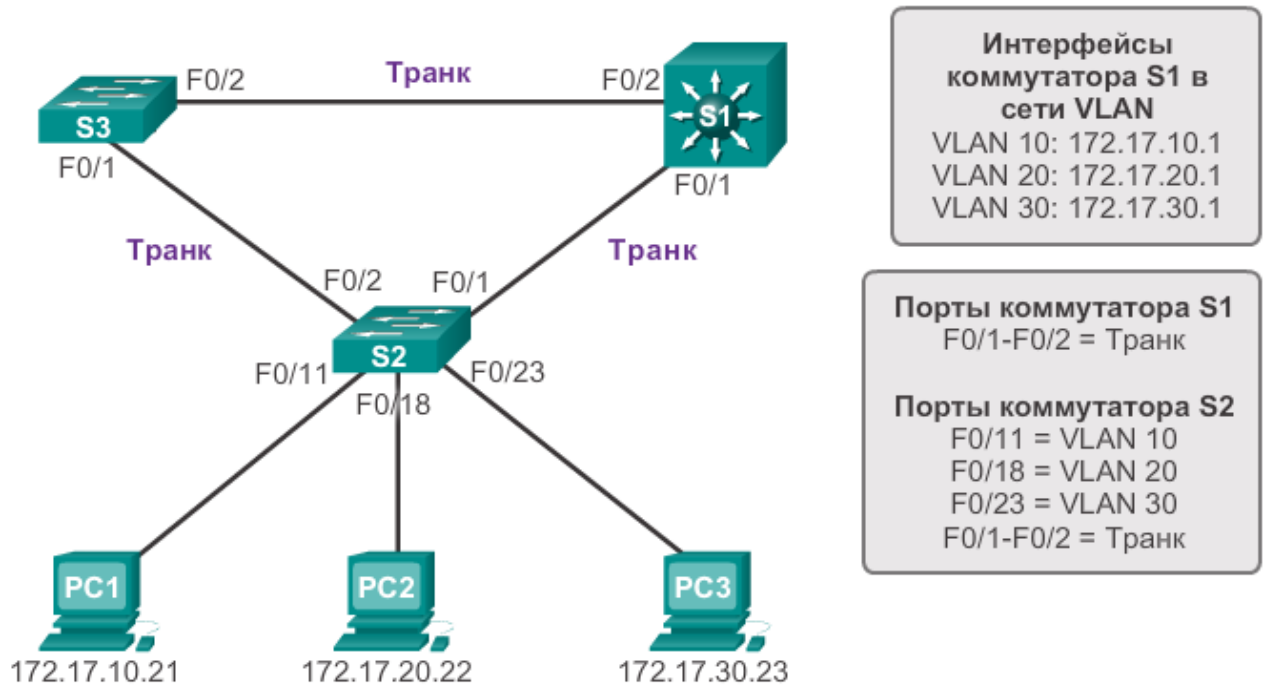 Транк
F0/2
F0/2
S3
S1
F0/1
F0/1
Транк
Транк
F0/2
F0/1
S2
F0/11
F0/23
F0/18
PC1
PC2
PC3
172.17.10.21
172.17.20.22
172.17.30.23
Интерфейсы
коммутатора S1 в
сети VLAN
VLAN 10: 172.17.10.1
VLAN 20: 172.17.20.1
VLAN 30: 172.17.30.1
Порты коммутатора S1
F0/1-F0/2 = Транк
Порты коммутатора S2
F0/11 = VLAN 10
F0/18 = VLAN 20
F0/23 = VLAN 30
F0/1-F0/2 = Транк